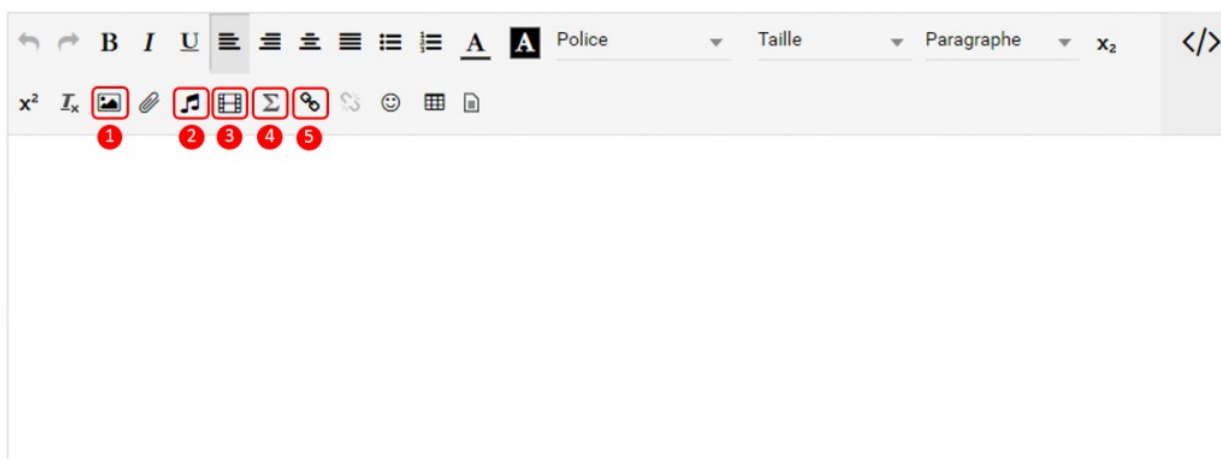 B I U A A Police Taille Paragraphe x₂ </>
x² Tx Σ
1 2 3 4 5